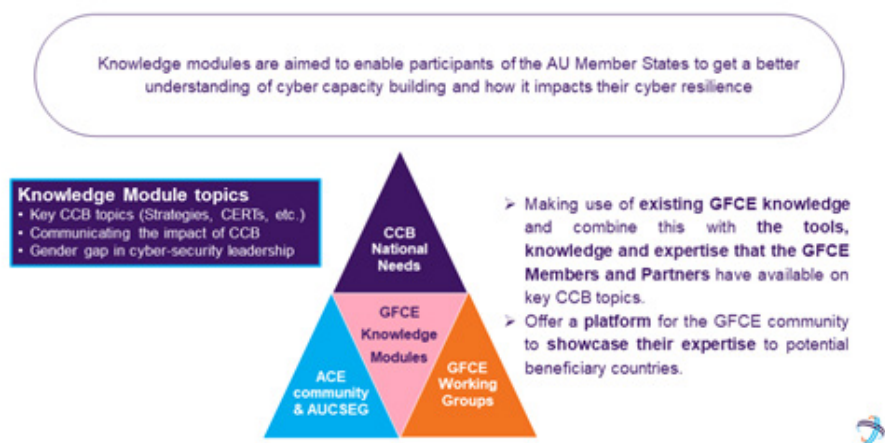 Knowledge modules are aimed to enable participants of the AU Member States to get a better
understanding of cyber capacity building and how it impacts their cyber resilience
Knowledge Module topics
• Key CCB topics (Strategies, CERTs, etc.)
• Communicating the impact of CCB
• Gender gap in cyber-security leadership
CCB
National
Needs
GFCE
Knowledge
Modules
ACE
community
& AUCSEG
GFCE
Working
Groups
➢ Making use of existing GFCE knowledge
and combine this with the tools,
knowledge and expertise that the GFCE
Members and Partners have available on
key CCB topics.
➢ Offer a platform for the GFCE community
to showcase their expertise to potential
beneficiary countries.